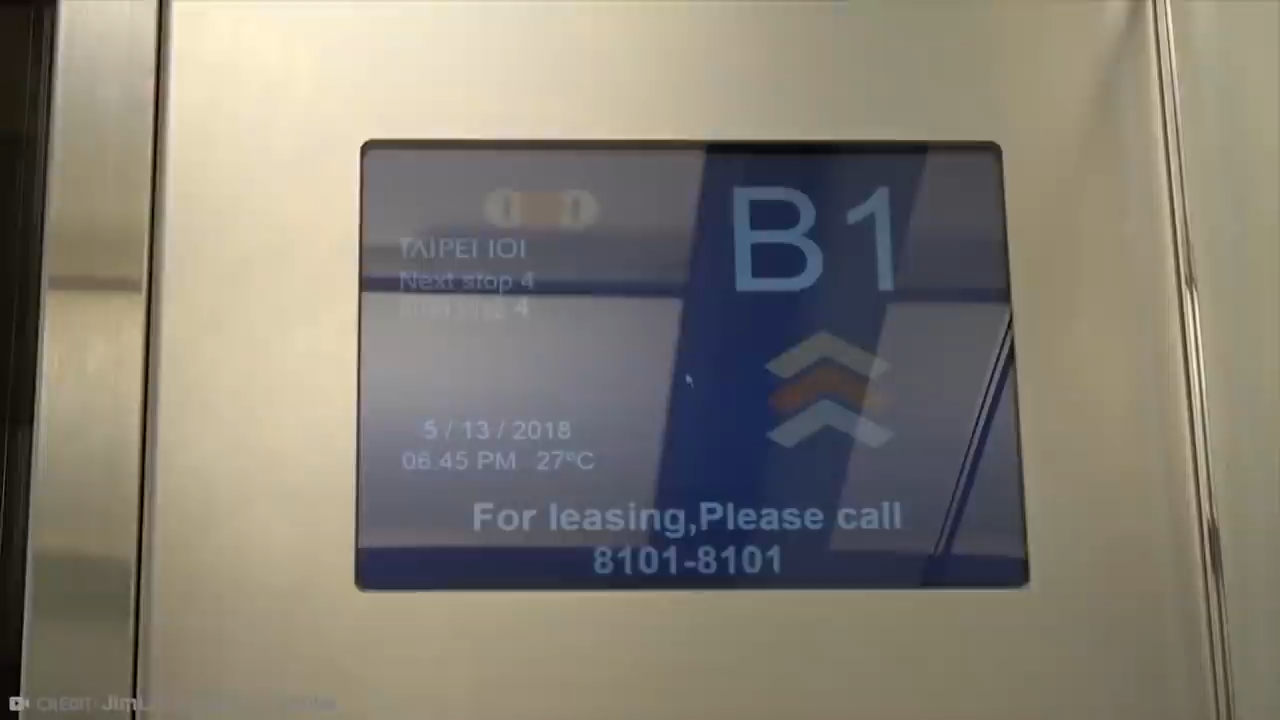 TAIPEI 101
Next stop 4
B1
5 / 13 / 2018
06:45 PM 27°C
For leasing,Please call
8101-8101
CREDIT: